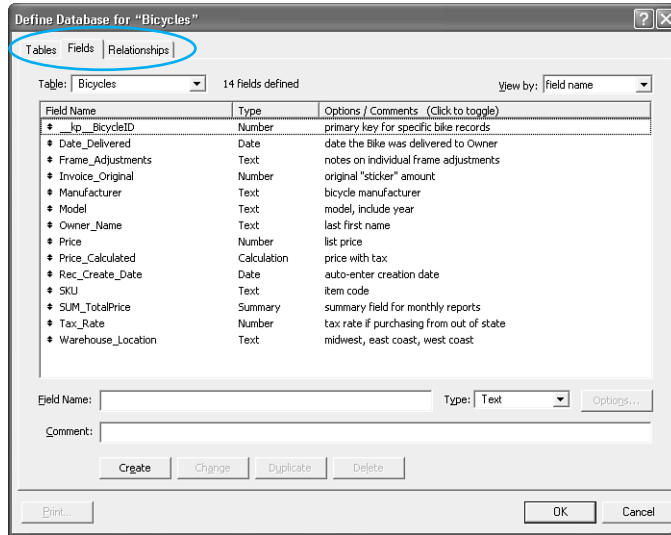 Define Database for “Bicycles”
Tables Fields Relationships
Table: Bicycles 14 fields defined View by: field name
Field Name Type Options / Comments (Click to toggle)
__kp__BicycleID Number primary key for specific bike records
Date_Delivered Date date the Bike was delivered to Owner
Frame_Adjustments Text notes on individual frame adjustments
Invoice_Original Number original "sticker" amount
Manufacturer Text bicycle manufacturer
Model Text model, include year
Owner_Name Text last first name
Price Number list price
Price_Calculated Calculation price with tax
Rec_Create_Date Date auto-enter creation date
SKU Text item code
SUM_TotalPrice Summary summary field for monthly reports
Tax_Rate Number tax rate if purchasing from out of state
Warehouse_Location Text midwest, east coast, west coast
Field Name: Type: Text Options...
Comment:
Create Change Duplicate Delete
Print... OK Cancel